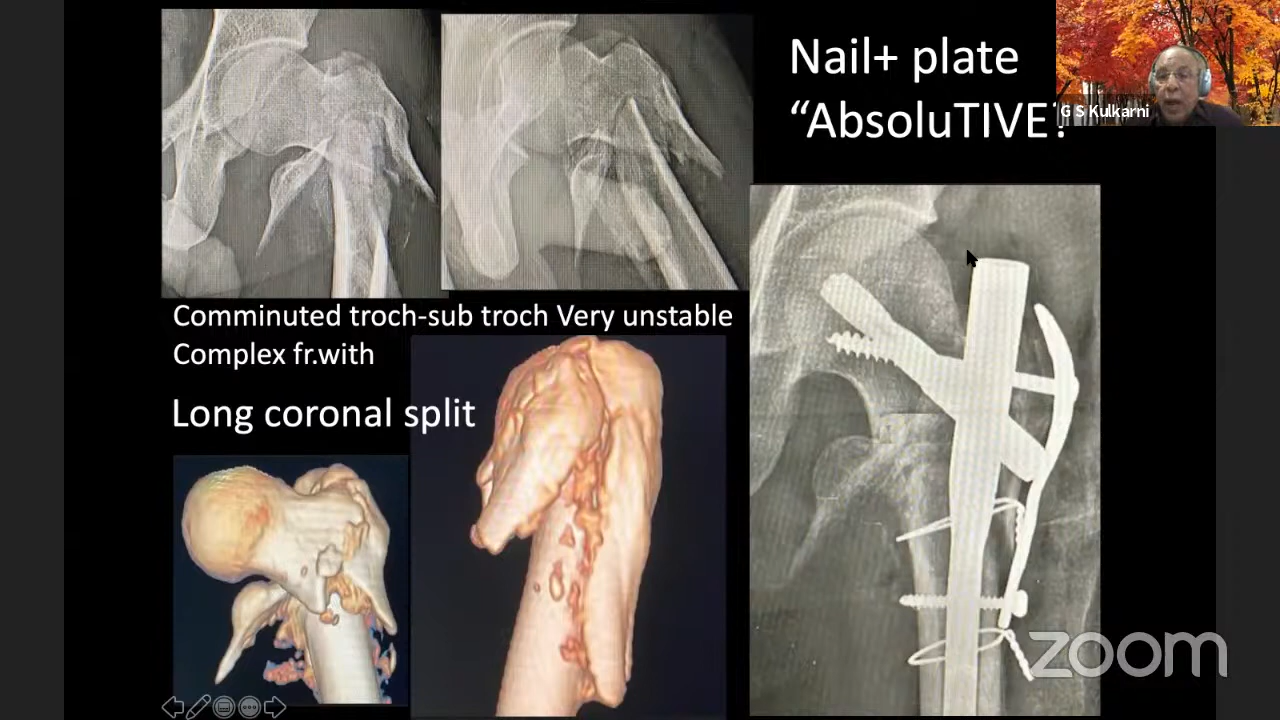 Nail+ plate
“AbsoluTIVE?
G S Kulkarni
Comminuted troch-sub troch Very unstable
Complex fr.with
Long coronal split
zoom